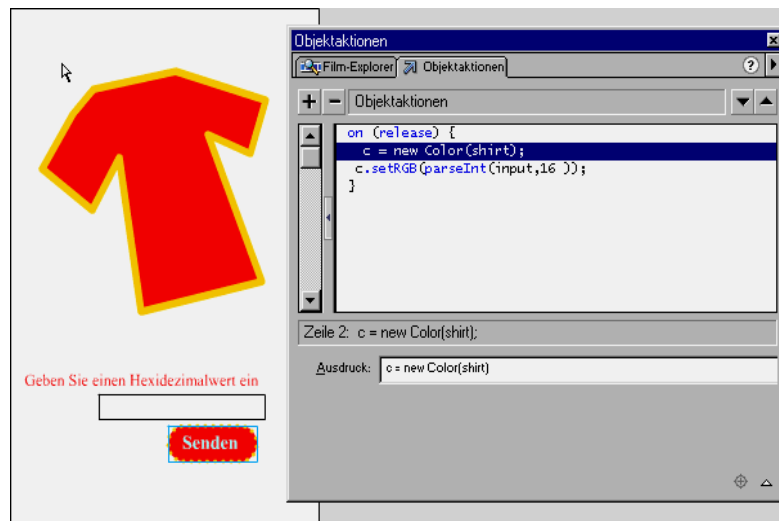 Objektaktionen
Film-Explorer Objektaktionen ?
+ − Objektaktionen
on (release) {
c = new Color(shirt);
c.setRGB(parseInt(input,16 ));
}
Zeile 2: c = new Color(shirt);
Ausdruck: c = new Color(shirt)
Geben Sie einen Hexidezimalwert ein
Senden